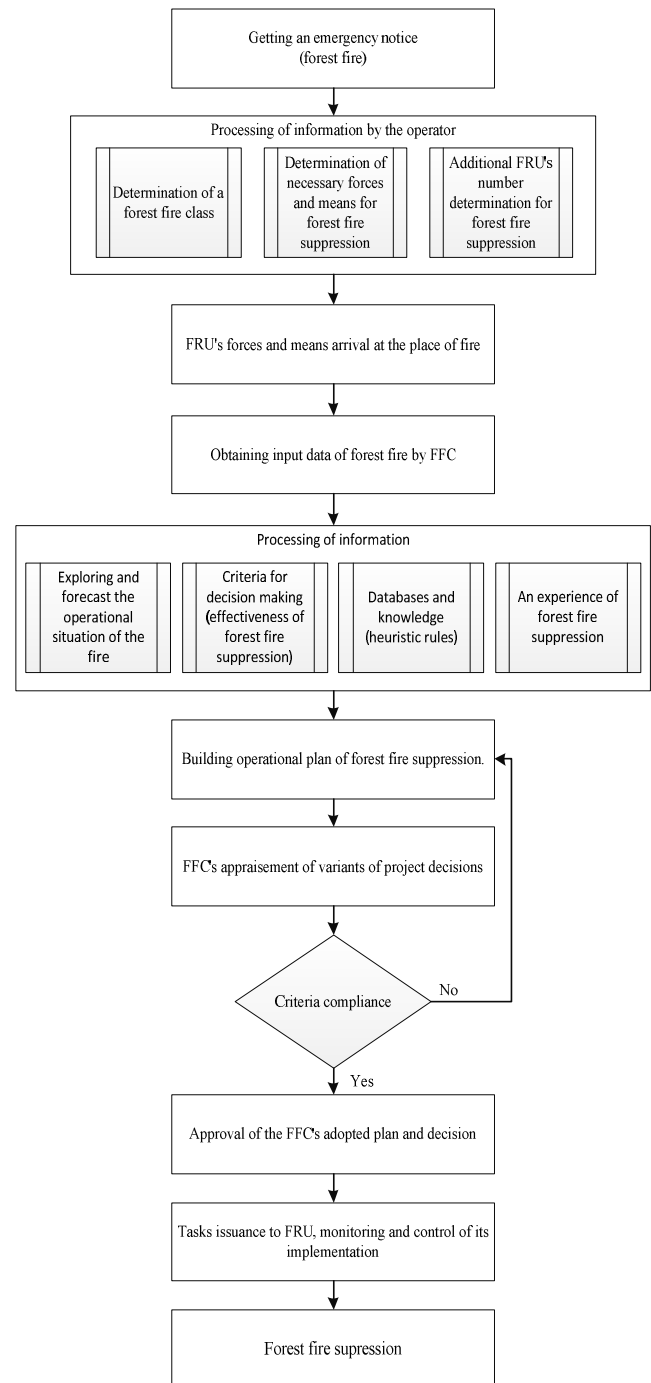 Getting an emergency notice
(forest fire)
Processing of information by the operator
Determination of a
forest fire class
Determination of
necessary forces
and means for
forest fire
suppression
Additional FRU's
number
determination for
forest fire
suppression
FRU's forces and means arrival at the place of fire
Obtaining input data of forest fire by FFC
Processing of information
Exploring and
forecast the
operational
situation of the
fire
Criteria for
decision making
(effectiveness of
forest fire
suppression)
Databases and
knowledge
(heuristic rules)
An experience of
forest fire
suppression
Building operational plan of forest fire suppression.
FFC's appraisement of variants of project decisions
Criteria compliance
No
Yes
Approval of the FFC's adopted plan and decision
Tasks issuance to FRU, monitoring and control of its
implementation
Forest fire supression